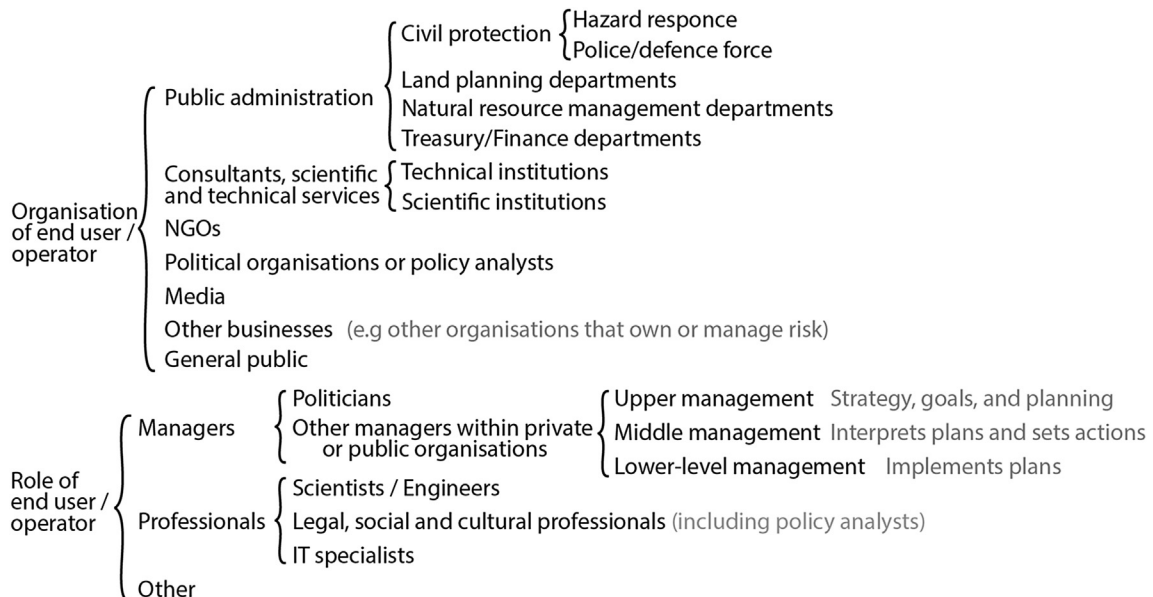 Hazard responce
Civil protection
Police/defence force
Land planning departments
Public administration
Natural resource management departments
Treasury/Finance departments
Consultants, scientific
and technical services
Technical institutions
Scientific institutions
Organisation
of end user /
operator
NGOs
Political organisations or policy analysts
Media
Other businesses (e.g other organisations that own or manage risk)
General public
Politicians
Upper management Strategy, goals, and planning
Managers
Other managers within private
or public organisations
Middle management Interprets plans and sets actions
Lower-level management Implements plans
Role of
end user /
operator
Scientists / Engineers
Professionals
Legal, social and cultural professionals (including policy analysts)
IT specialists
Other